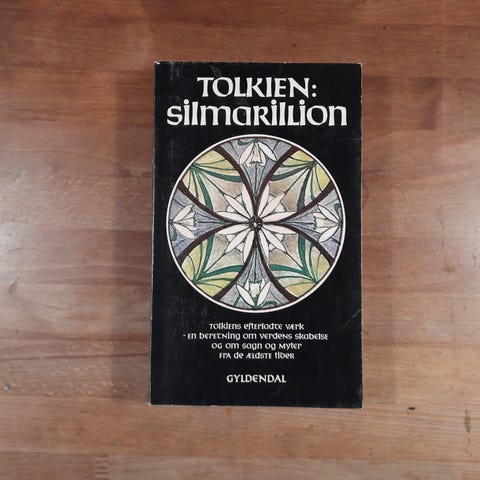 TOLKIEN:
silmarillion
Tolkiens efterladte værk
- en beretning om verdens skabelse
og om sagn og myter
fra de ældste tider
GYLDENDAL